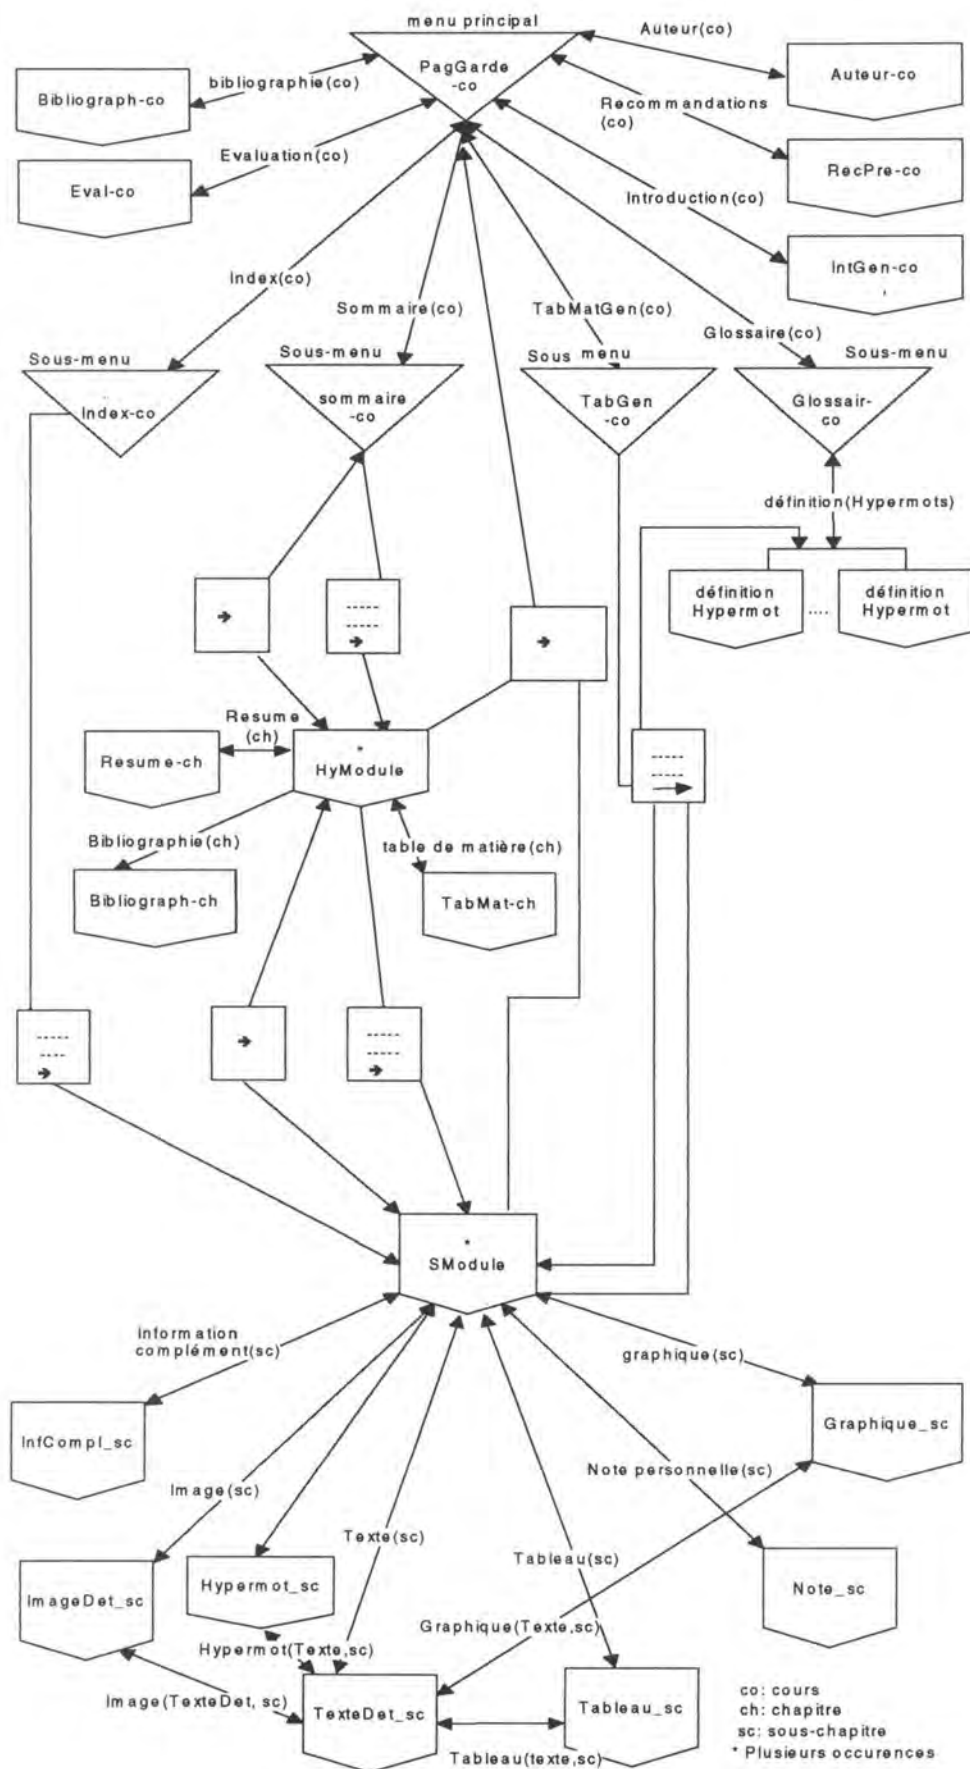 menu principal
Auteur(co)
PagGarde
-co
Auteur-co
bibliographie(co)
Bibliograph-co
Recommandations
(co)
Evaluation(co)
RecPre-co
Eval-co
Introduction(co)
IntGen-co
Index(co)
Sommaire(co)
TabMatGen(co)
Glossaire(co)
Sous-menu
Sous-menu
Sous menu
Sous-menu
Index-co
sommaire
-co
TabGen
-co
Glossair-
co
définition(Hypermots)
définition
Hypermot
....
définition
Hypermot
Resume
(ch)
Resume-ch
*
HyModule
Bibliographie(ch)
table de matière(ch)
Bibliograph-ch
TabMat-ch
*
SModule
Information
complément(sc)
graphique(sc)
InfCompl_sc
Graphique_sc
Note personnelle(sc)
Image(sc)
Texte(sc)
Tableau(sc)
ImageDet_sc
Hypermot_sc
Note_sc
Graphique(Texte,sc)
Hypermot(Texte,sc)
Image(TexteDet, sc)
TexteDet_sc
Tableau_sc
Tableau(texte,sc)
co: cours
ch: chapitre
sc: sous-chapitre
* Plusieurs occurences